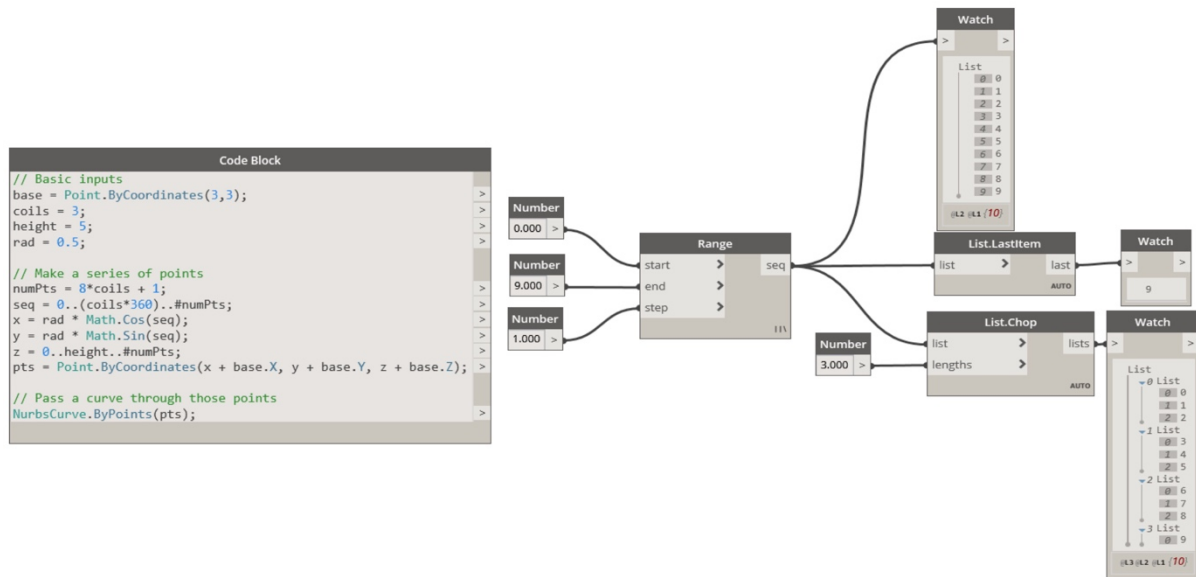 Code Block
// Basic inputs
base = Point.ByCoordinates(3,3);
coils = 3;
height = 5;
rad = 0.5;
// Make a series of points
numPts = 8*coils + 1;
seq = 0..(coils*360)..#numPts;
x = rad * Math.Cos(seq);
y = rad * Math.Sin(seq);
z = 0..height..#numPts;
pts = Point.ByCoordinates(x + base.X, y + base.Y, z + base.Z);
// Pass a curve through those points
NurbsCurve.ByPoints(pts);
Number
0.000 >
Number
9.000 >
Number
1.000 >
Range
start > seq
end >
step >
Watch
> >
List
0 0
1 1
2 2
3 3
4 4
5 5
6 6
7 7
8 8
9 9
@L2 @L1 {10}
List.LastItem
list > last
AUTO
Watch
> >
9
Number
3.000 >
List.Chop
list > lists
lengths >
AUTO
Watch
> >
List
0 List
0 0
1 1
2 2
1 List
0 3
1 4
2 5
2 List
0 6
1 7
2 8
3 List
0 9
@L3 @L2 @L1 {10}